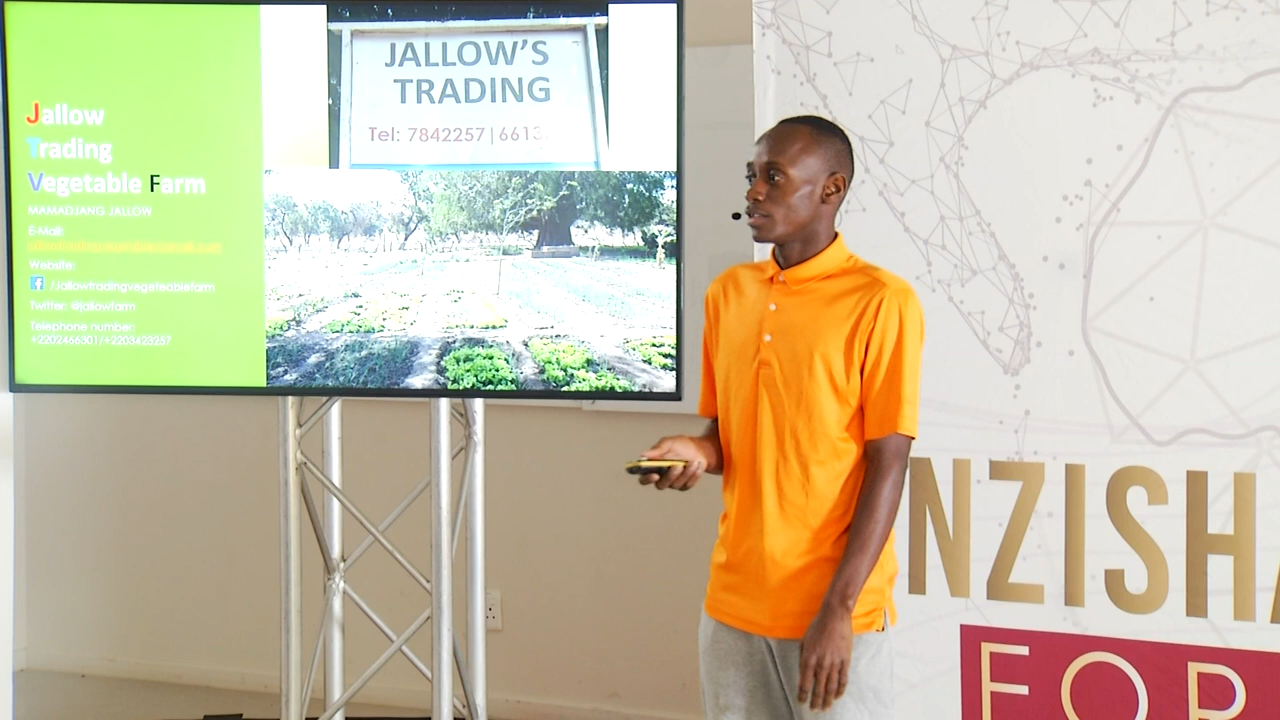 Jallow
Trading
Vegetable Farm
MAMADJANG JALLOW
E-Mail:
Website:
/Jallowtradingvegeteablefarm
Twitter: @jallowfarm
Telephone number:
+2202466301/+2203423257
JALLOW'S
TRADING
Tel: 7842257|6613
NZISHA
FOR